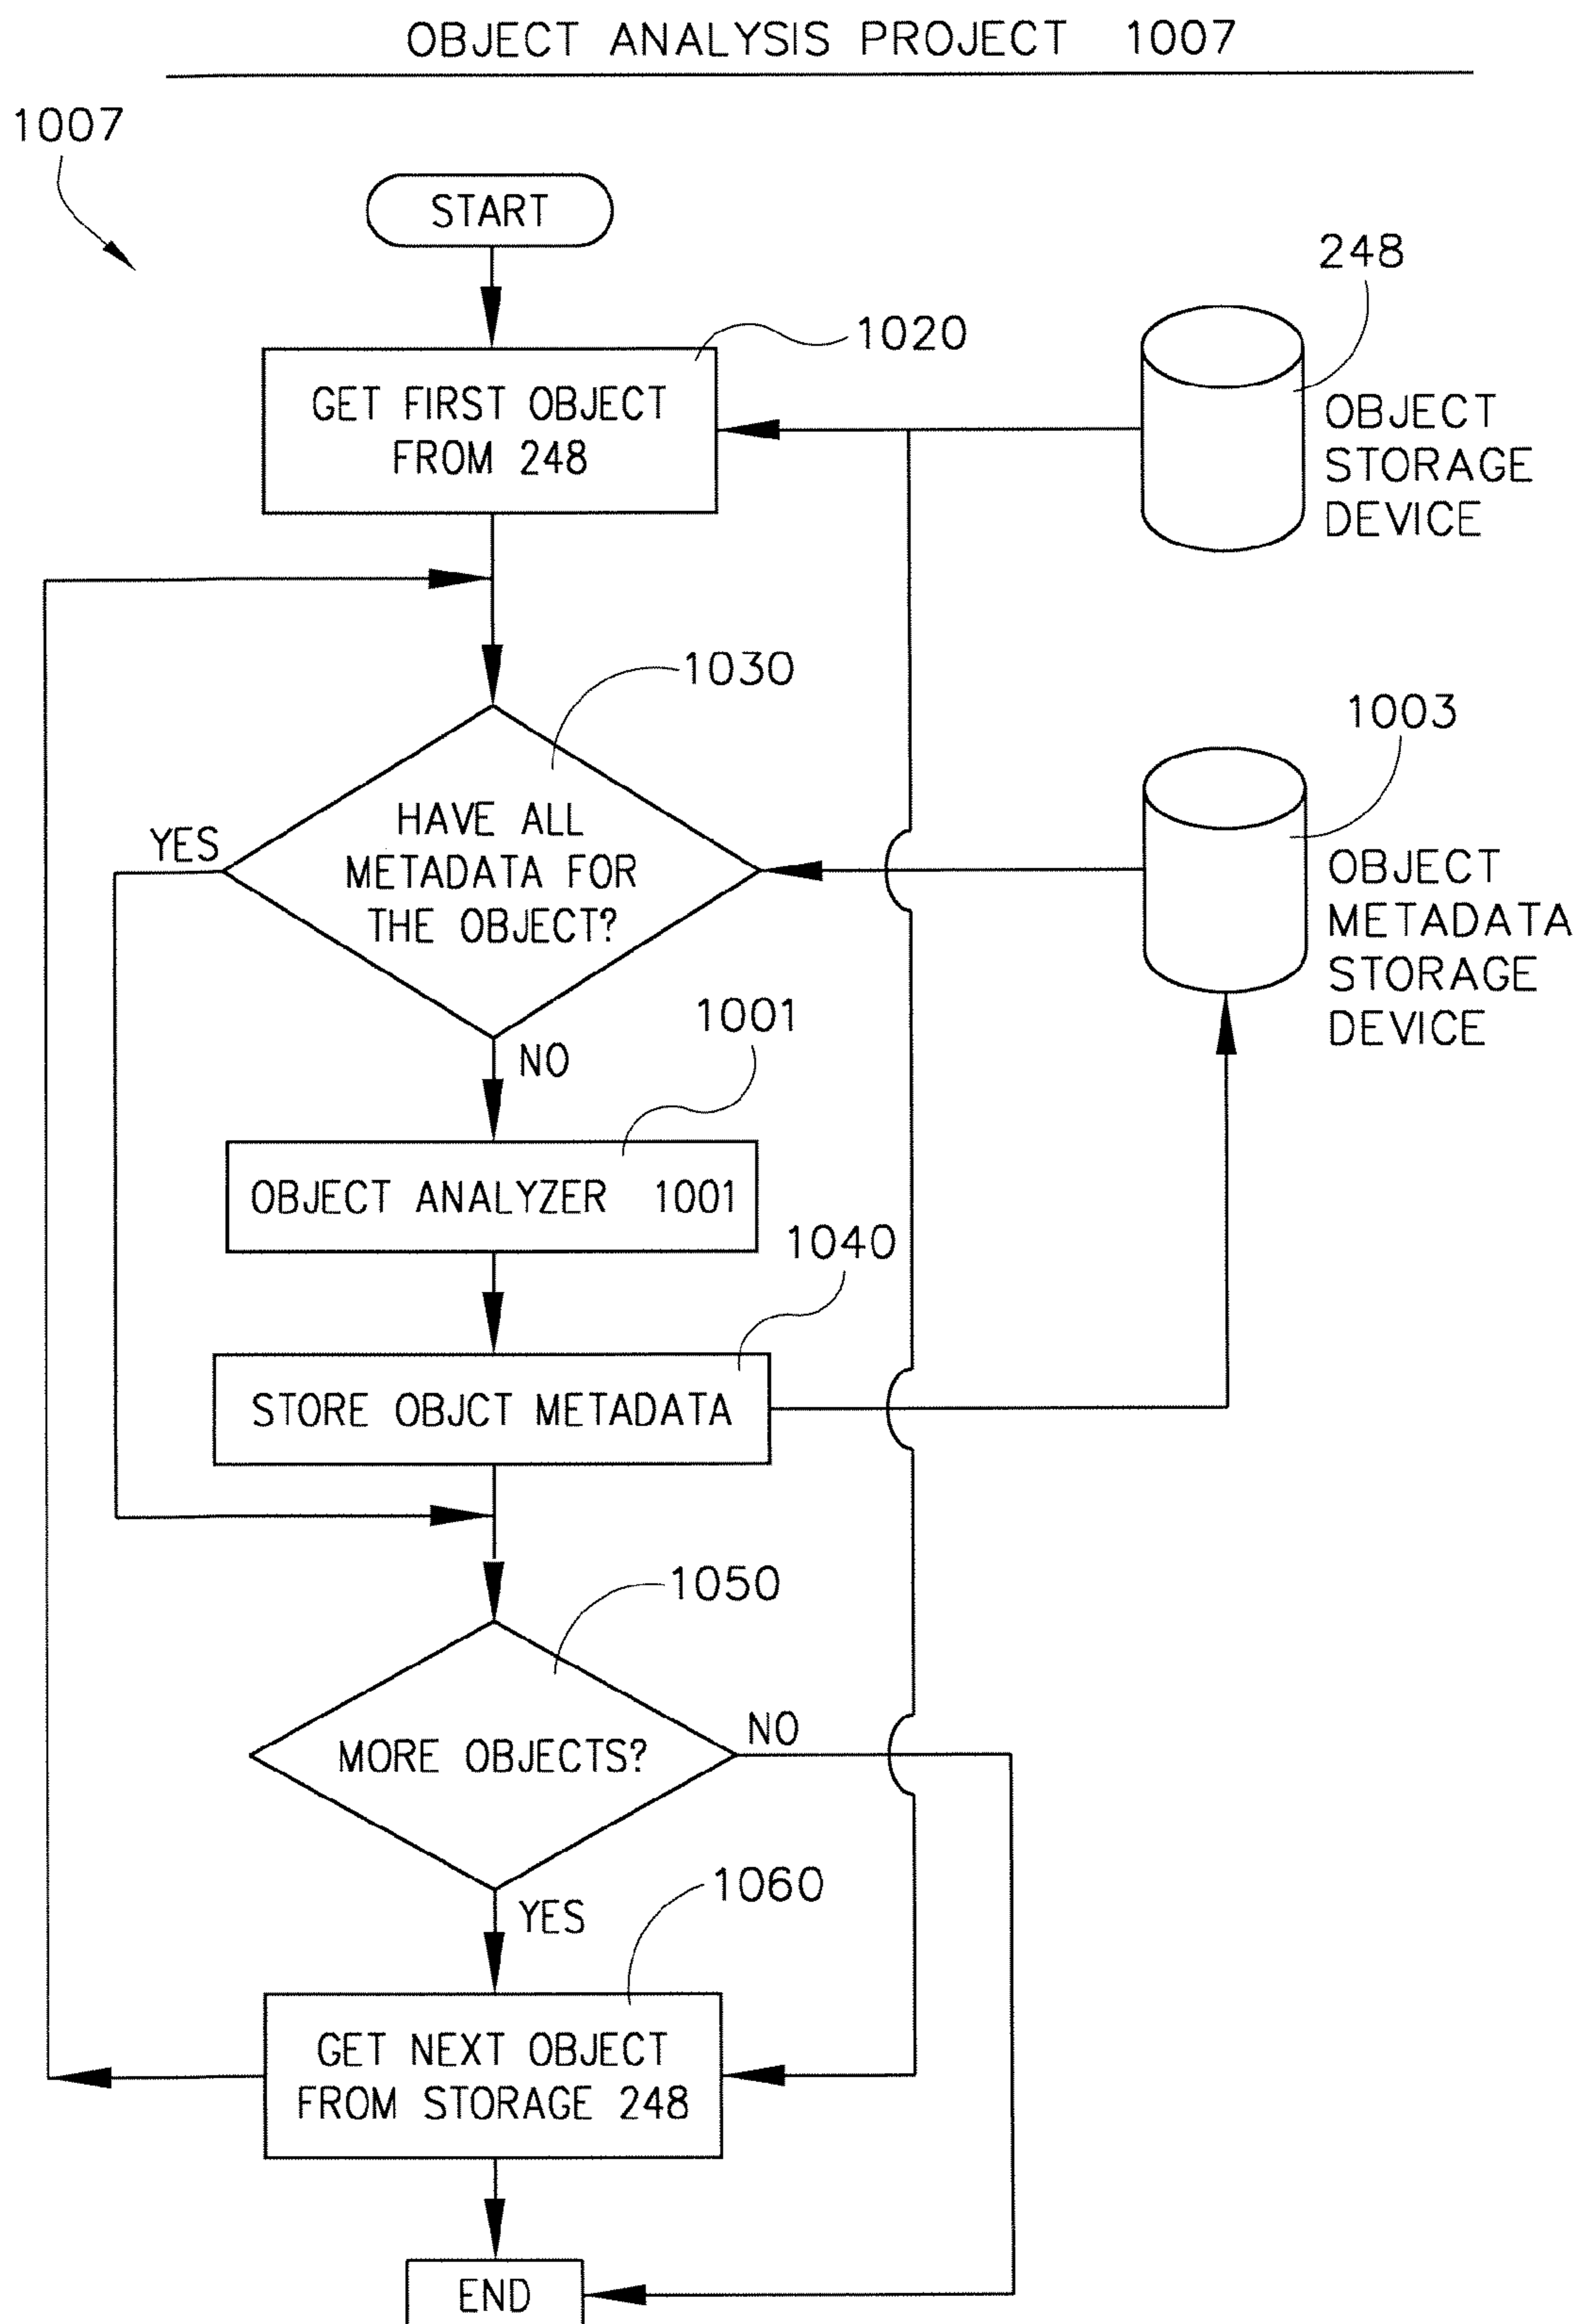 OBJECT ANALYSIS PROJECT 1007
1007
START
248
1020
GET FIRST OBJECT
FROM 248
OBJECT
STORAGE
DEVICE
1030
1003
HAVE ALL
METADATA FOR
THE OBJECT?
YES
OBJECT
METADATA
STORAGE
DEVICE
NO
1001
OBJECT ANALYZER 1001
1040
STORE OBJCT METADATA
1050
MORE OBJECTS?
NO
YES
1060
GET NEXT OBJECT
FROM STORAGE 248
END